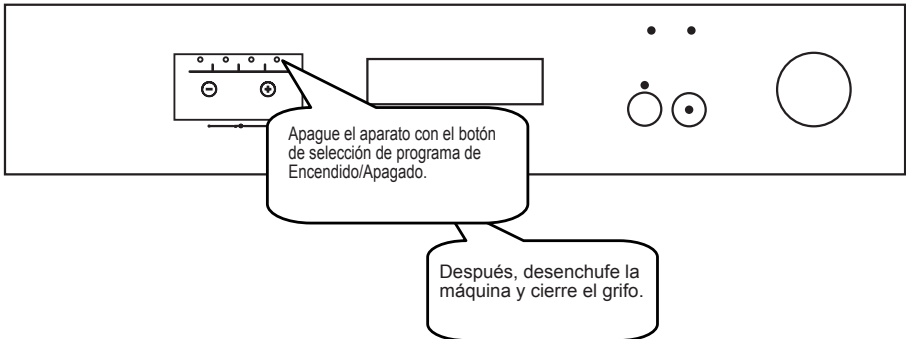 Apague el aparato con el botón
de selección de programa de
Encendido/Apagado.
Después, desenchufe la
máquina y cierre el grifo.